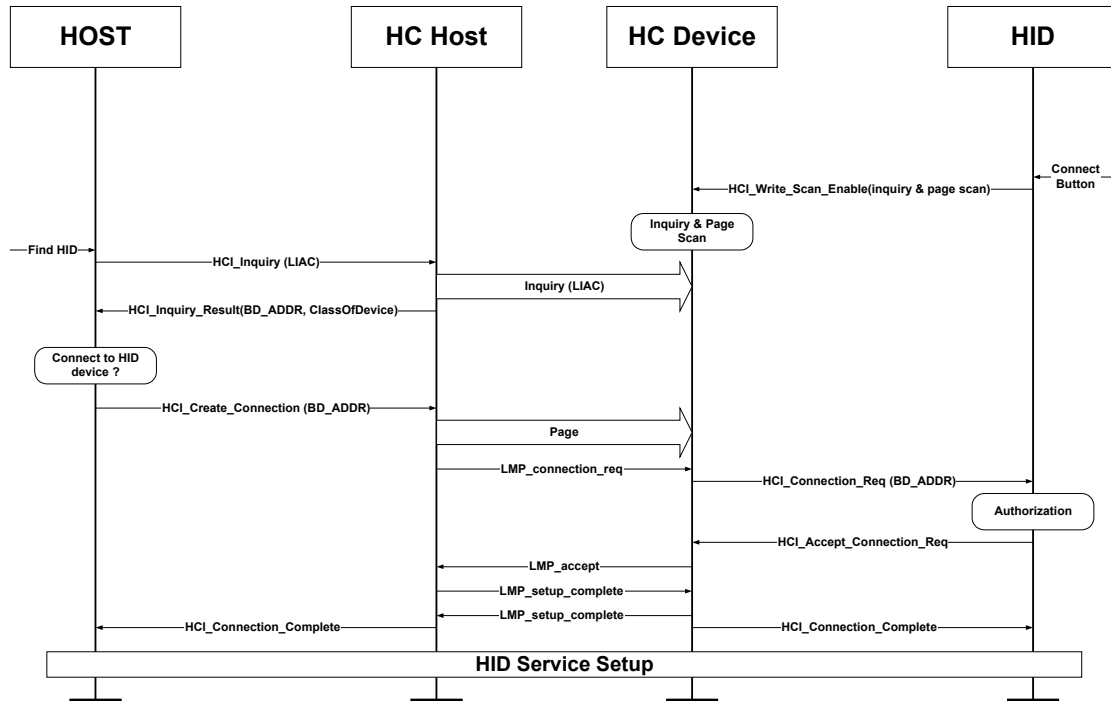 HOST
HC Host
HC Device
HID
Connect
Button
HCI_Write_Scan_Enable(inquiry & page scan)
Inquiry & Page
Scan
Find HID
HCI_Inquiry (LIAC)
Inquiry (LIAC)
HCI_Inquiry_Result(BD_ADDR, ClassOfDevice)
Connect to HID
device ?
HCI_Create_Connection (BD_ADDR)
Page
LMP_connection_req
HCI_Connection_Req (BD_ADDR)
Authorization
HCI_Accept_Connection_Req
LMP_accept
LMP_setup_complete
LMP_setup_complete
HCI_Connection_Complete
HCI_Connection_Complete
HID Service Setup